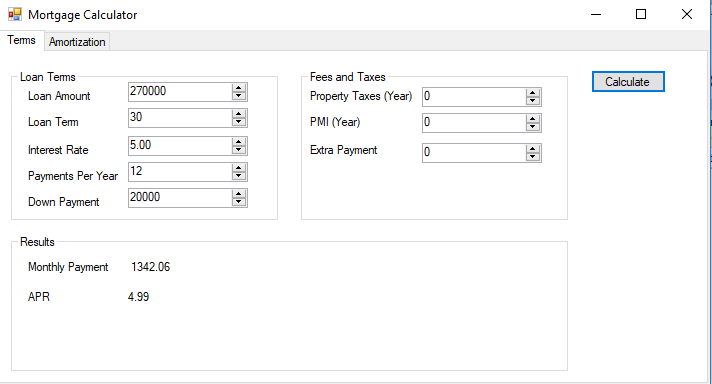 Mortgage Calculator
Terms Amortization
Loan Terms
Loan Amount 270000
Loan Term 30
Interest Rate 5.00
Payments Per Year 12
Down Payment 20000
Fees and Taxes
Property Taxes (Year) 0
PMI (Year) 0
Extra Payment 0
Calculate
Results
Monthly Payment 1342.06
APR 4.99